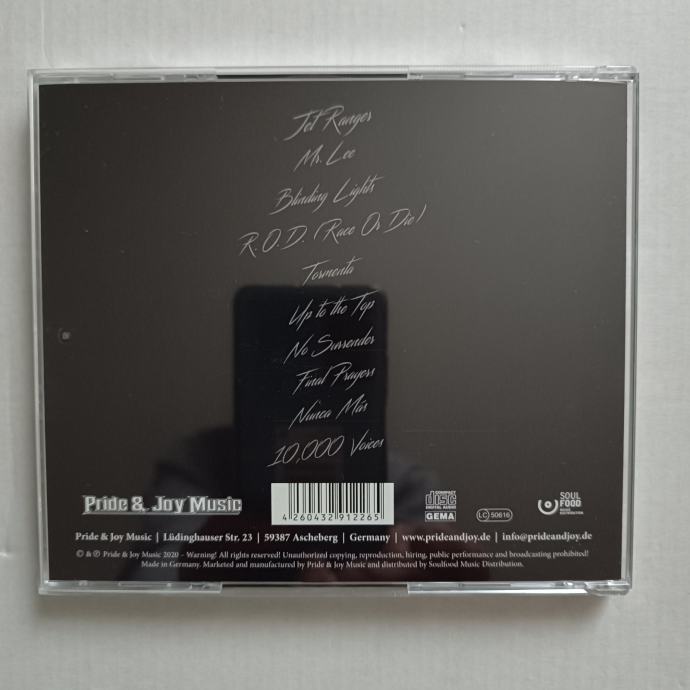 Jet Ranger
Mr. Lee
Blinding Lights
R.O.D. (Race Or Die)
Tormenta
Up to the Top
No Surrender
Final Prayers
Nunca Más
10,000 Voices
Pride & Joy Music
4 260432 912265
COMPACT
disc
DIGITAL AUDIO
GEMA
LC 50616
SOUL
FOOD
MUSIC
DISTRIBUTION
Pride & Joy Music | Lüdinghauser Str. 23 | 59387 Ascheberg | Germany | www.prideandjoy.de | info@prideandjoy.de
© & ℗ Pride & Joy Music 2020 – Warning! All rights reserved! Unauthorized copying, reproduction, hiring, public performance and broadcasting prohibited!
Made in Germany. Marketed and manufactured by Pride & Joy Music and distributed by Soulfood Music Distribution.